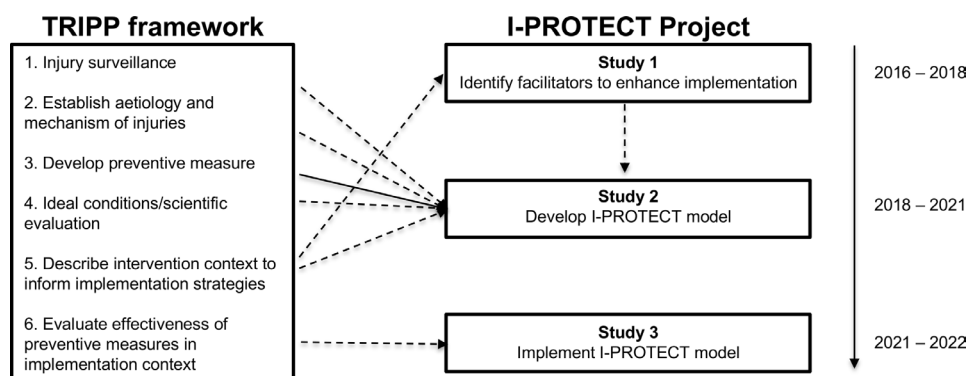 TRIPP framework
1. Injury surveillance
2. Establish aetiology and
mechanism of injuries
3. Develop preventive measure
4. Ideal conditions/scientific
evaluation
5. Describe intervention context to
inform implementation strategies
6. Evaluate effectiveness of
preventive measures in
implementation context
I-PROTECT Project
Study 1
Identify facilitators to enhance implementation
Study 2
Develop I-PROTECT model
Study 3
Implement I-PROTECT model
2016 – 2018
2018 – 2021
2021 – 2022